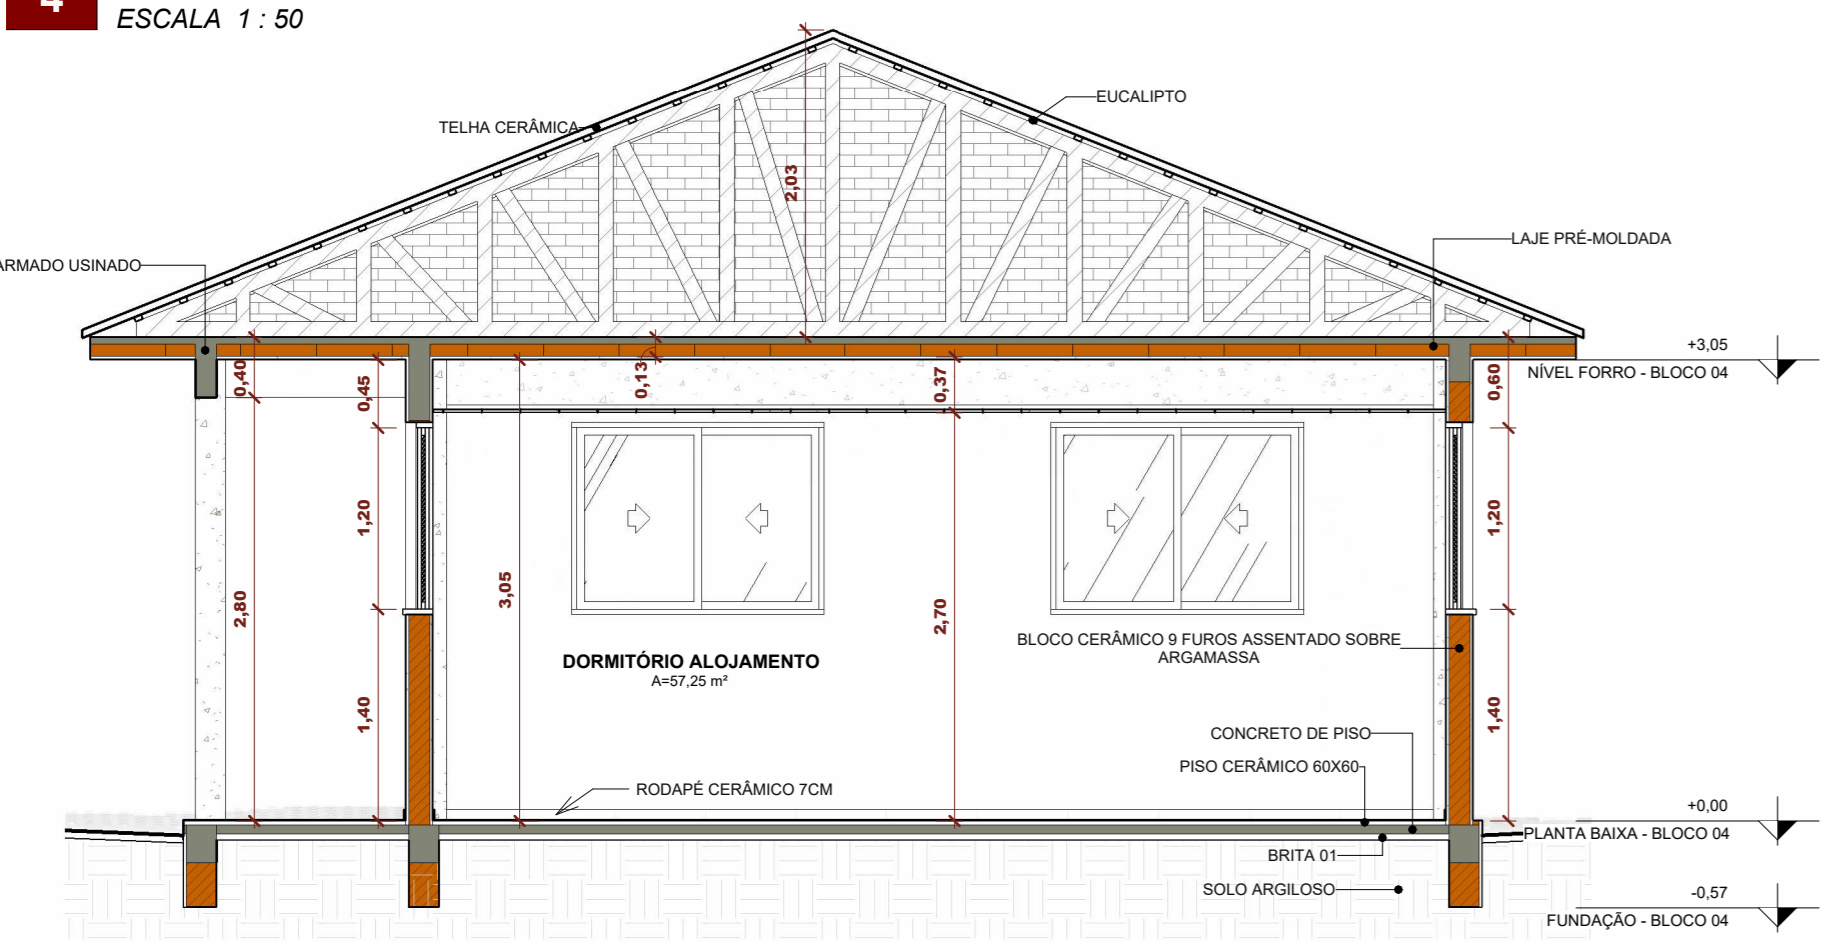 4
ESCALA 1 : 50
EUCALIPTO
TELHA CERÂMICA
2,03
LAJE PRÉ-MOLDADA
ARMADO USINADO
+3,05
NÍVEL FORRO - BLOCO 04
0,40
0,45
0,13
0,37
0,60
1,20
1,20
3,05
2,80
2,70
BLOCO CERÂMICO 9 FUROS ASSENTADO SOBRE
ARGAMASSA
DORMITÓRIO ALOJAMENTO
A=57,25 m²
1,40
1,40
CONCRETO DE PISO
PISO CERÂMICO 60X60
RODAPÉ CERÂMICO 7CM
+0,00
PLANTA BAIXA - BLOCO 04
BRITA 01
SOLO ARGILOSO
-0,57
FUNDAÇÃO - BLOCO 04